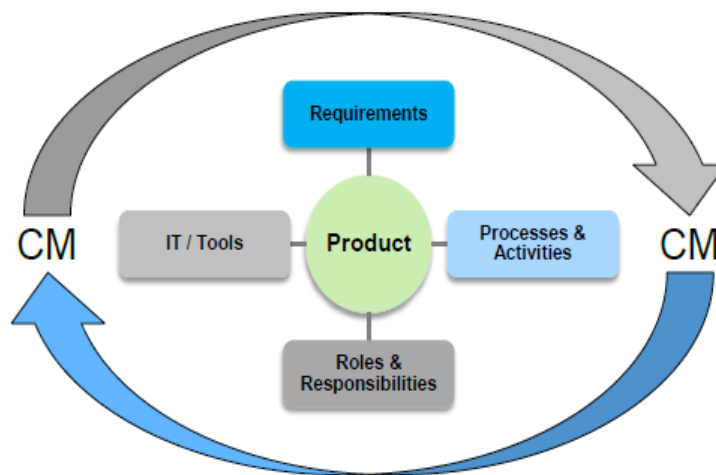 Requirements
CM
IT / Tools
Product
Processes &
Activities
CM
Roles &
Responsibilities